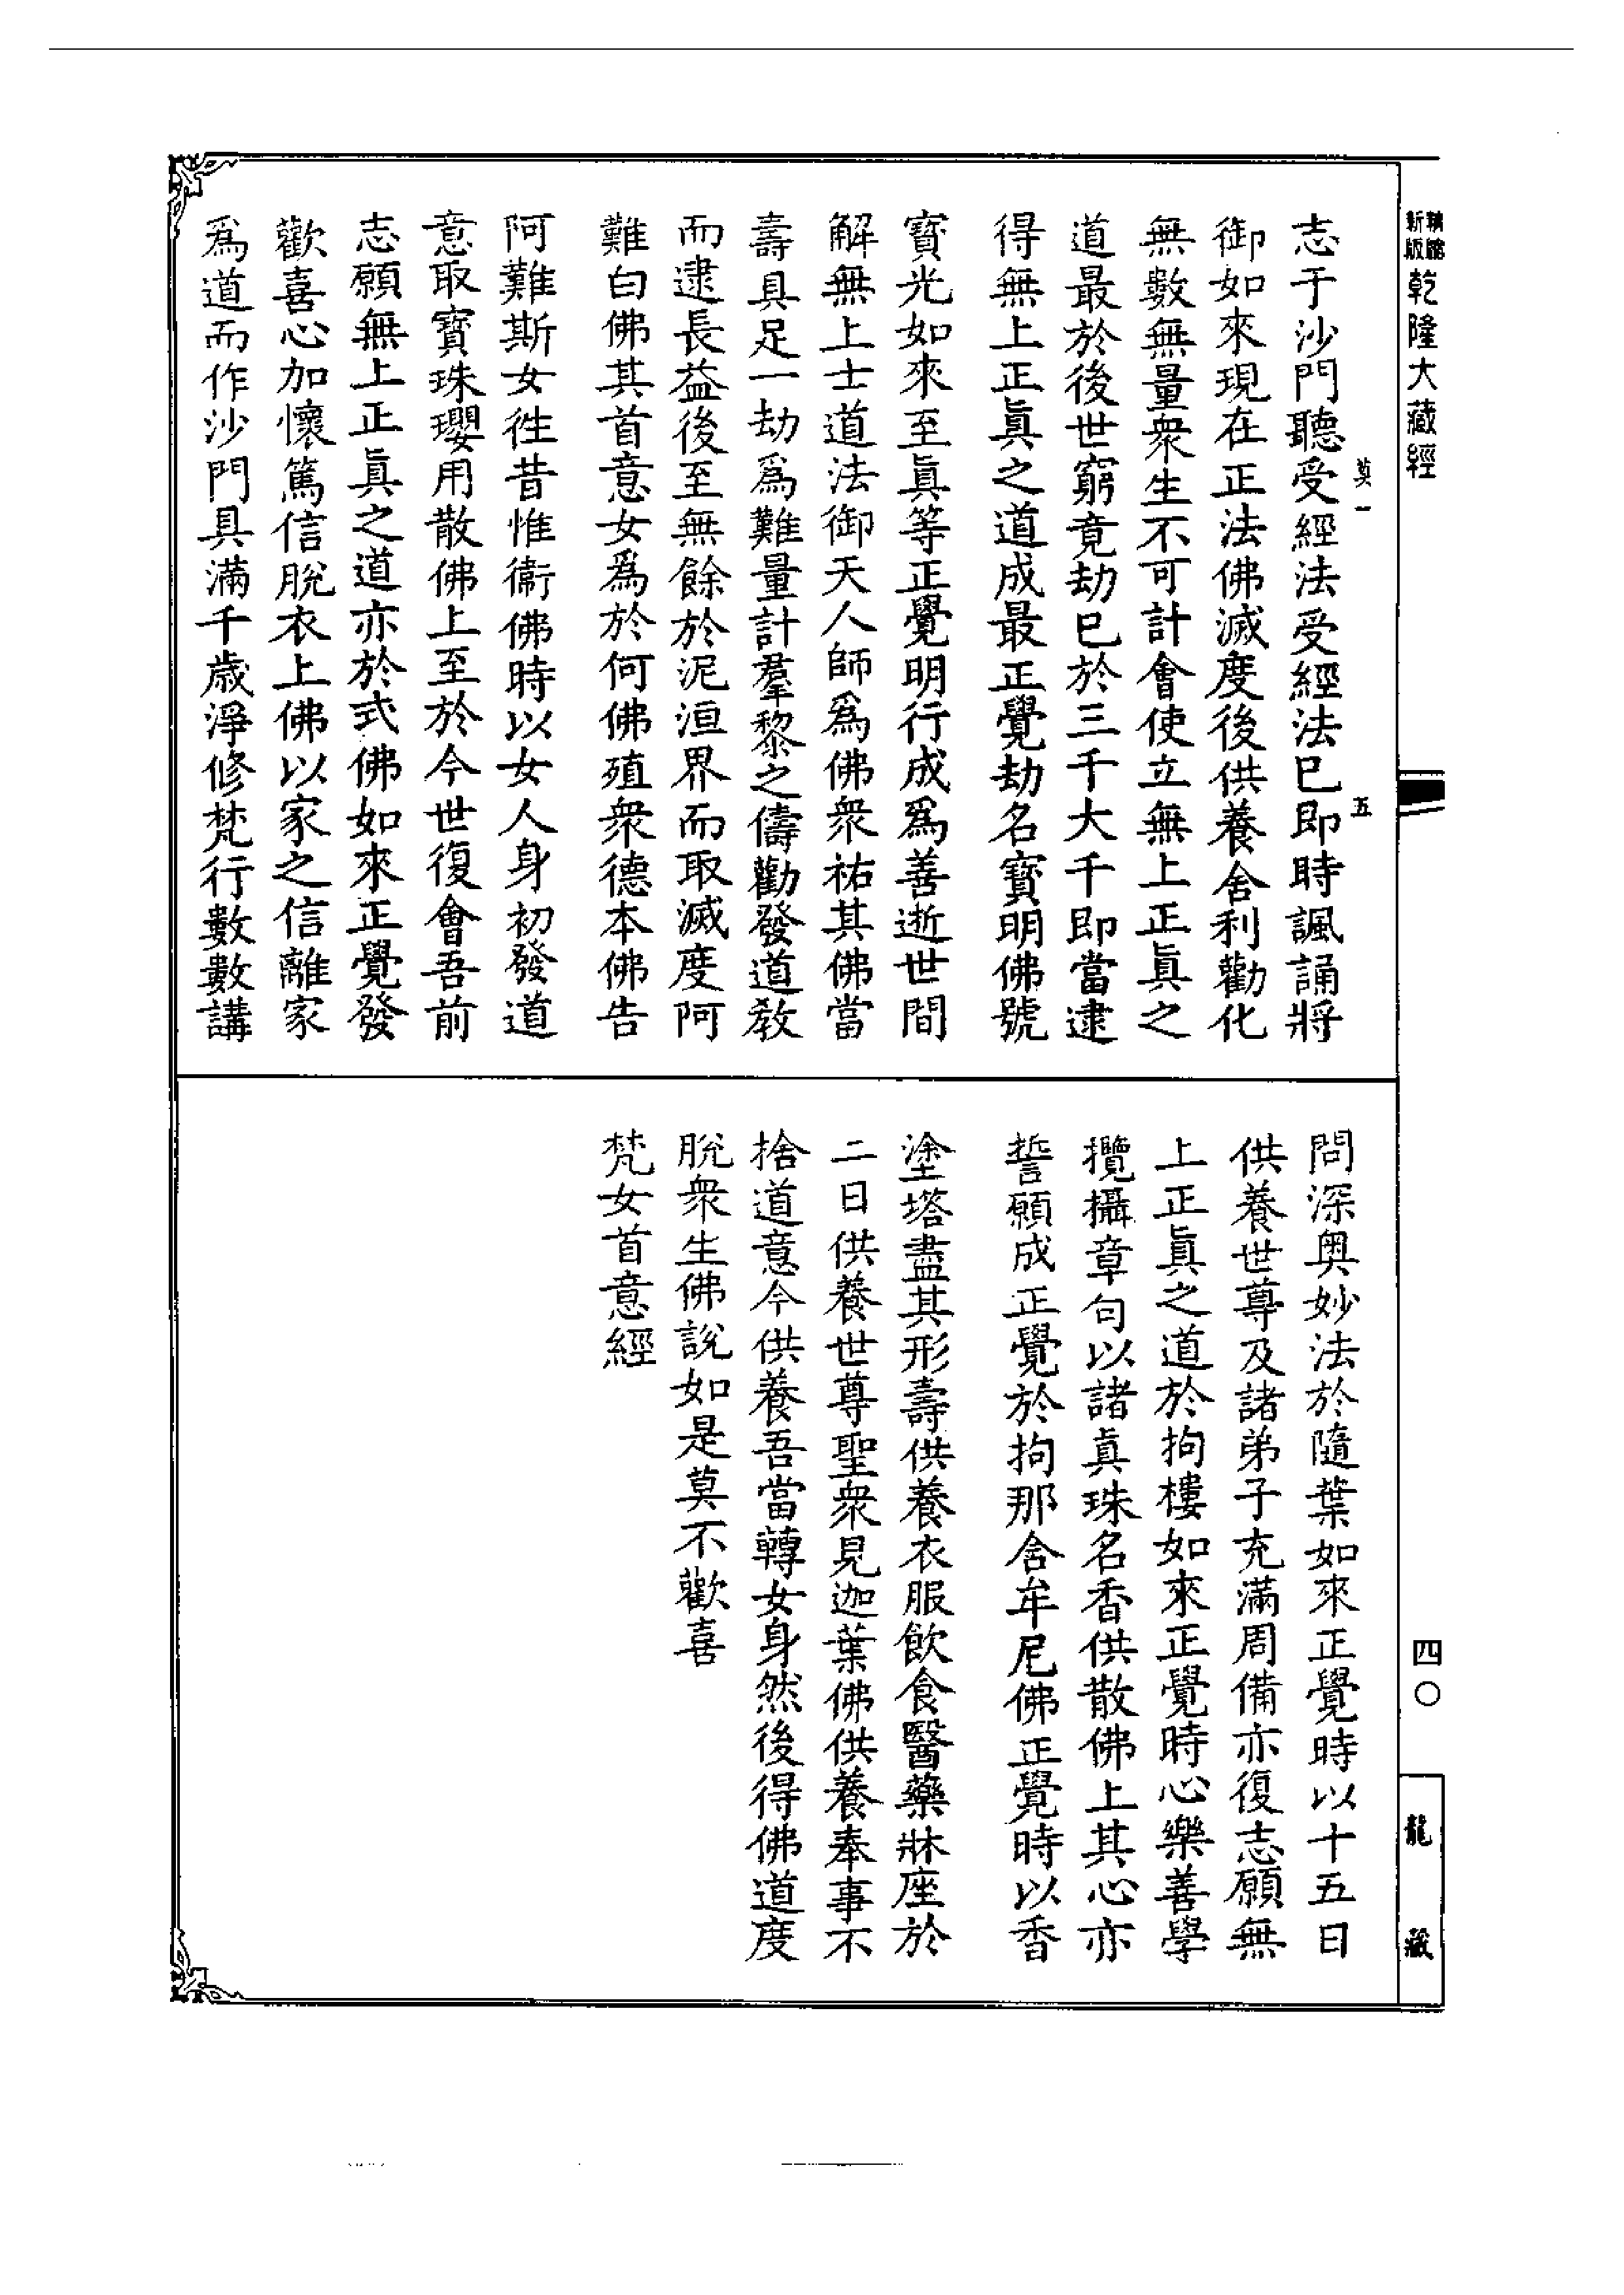 新版
乾隆大藏經
莫一
五
志于沙門聽受經法受經法已即時諷誦將
御如來現在正法佛滅度後供養舍利勸化
無數無量衆生不可計會使立無上正眞之
道最於後世窮竟劫已於三千大千即當逮
得無上正眞之道成最正覺劫名寳明佛號
寳光如來至眞等正覺明行成爲善逝世間
解無上士道法御天人師爲佛衆祐其佛當
壽具足一劫爲難量計羣黎之儔勸發道教
而逮長益後至無餘於泥洹界而取滅度阿
難白佛其首意女爲於何佛殖衆德本佛告
阿難斯女徃昔惟衞佛時以女人身初發道
意取寳珠瓔用散佛上至於今世復會吾前
志願無上正眞之道亦於式佛如來正覺發
歡喜心加懷篤信脫衣上佛以家之信離家
爲道而作沙門具滿千歲淨修梵行數數講
問深奥妙法於隨葉如來正覺時以十五日
供養世尊及諸弟子充滿周備亦復志願無
上正眞之道於拘樓如來正覺時心樂善學
攬攝章句以諸眞珠名香供散佛上其心亦
誓願成正覺於拘那含牟尼佛正覺時以香
塗塔盡其形壽供養衣服飲食醫藥牀座於
二日供養世尊聖衆見迦葉佛供養奉事不
捨道意今供養吾當轉女身然後得佛道度
脫衆生佛說如是莫不歡喜
梵女首意經
四〇
龍藏